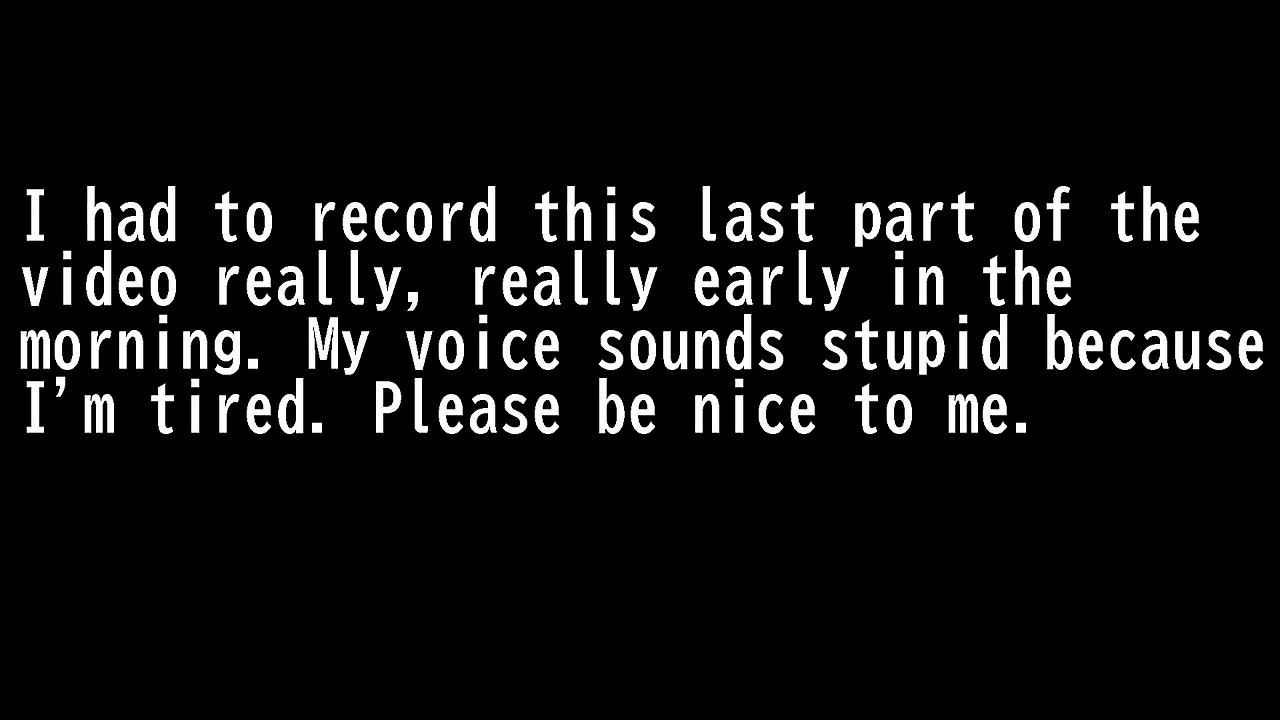 I had to record this last part of the
video really, really early in the
morning. My voice sounds stupid because
I’m tired. Please be nice to me.